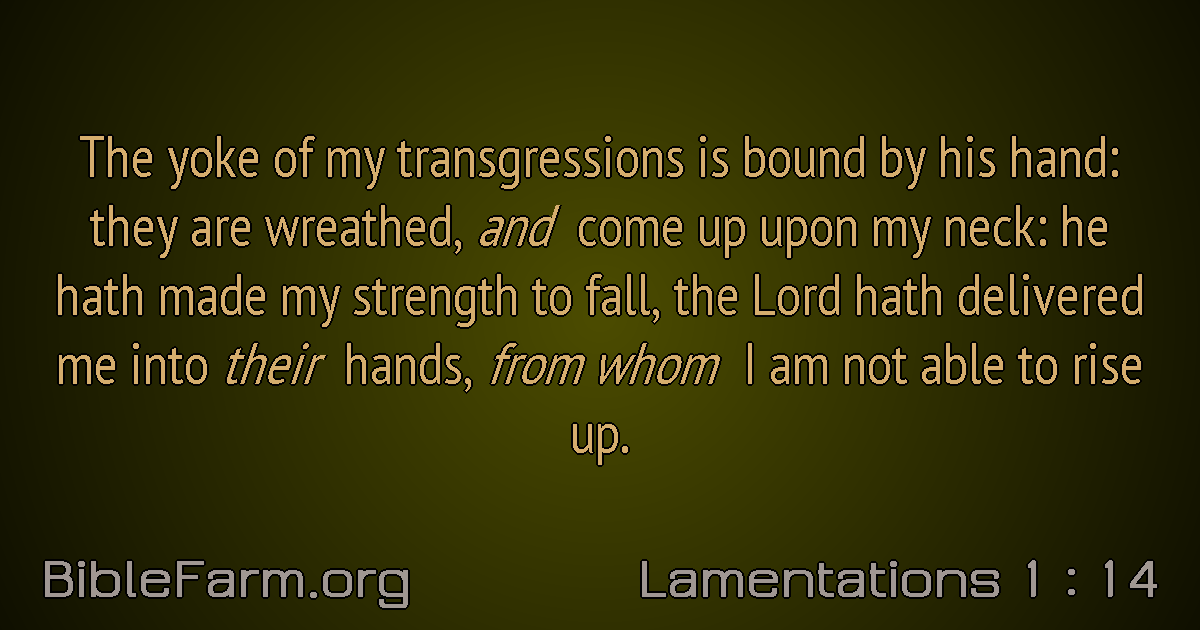 The yoke of my transgressions is bound by his hand:
they are wreathed, and come up upon my neck: he
hath made my strength to fall, the Lord hath delivered
me into their hands, from whom I am not able to rise
up.
BibleFarm.org
Lamentations 1 : 14